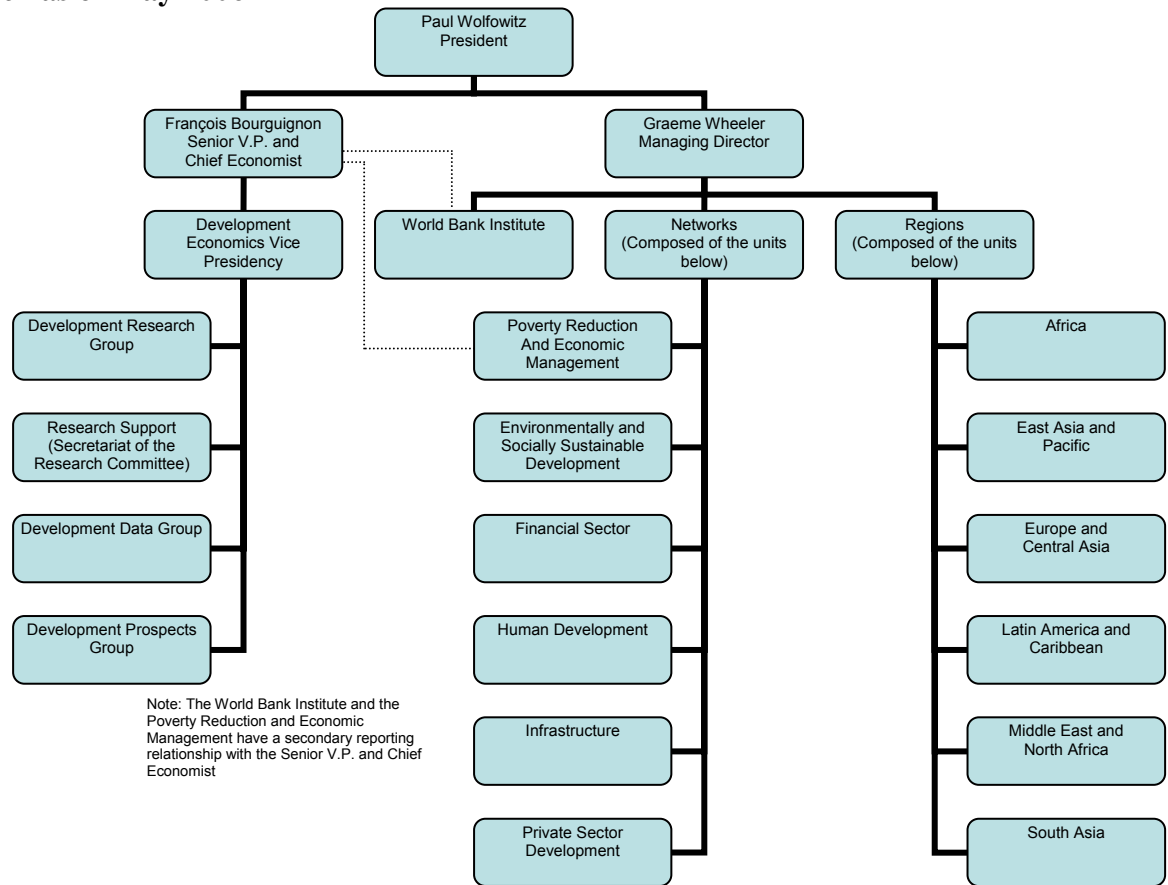 Paul Wolfowitz
President
François Bourguignon
Senior V.P. and
Chief Economist
Graeme Wheeler
Managing Director
Development
Economics Vice
Presidency
World Bank Institute
Networks
(Composed of the units
below)
Regions
(Composed of the units
below)
Development Research
Group
Research Support
(Secretariat of the
Research Committee)
Development Data Group
Development Prospects
Group
Poverty Reduction
And Economic
Management
Environmentally and
Socially Sustainable
Development
Financial Sector
Human Development
Infrastructure
Private Sector
Development
Africa
East Asia and
Pacific
Europe and
Central Asia
Latin America and
Caribbean
Middle East and
North Africa
South Asia
Note: The World Bank Institute and the
Poverty Reduction and Economic
Management have a secondary reporting
relationship with the Senior V.P. and Chief
Economist